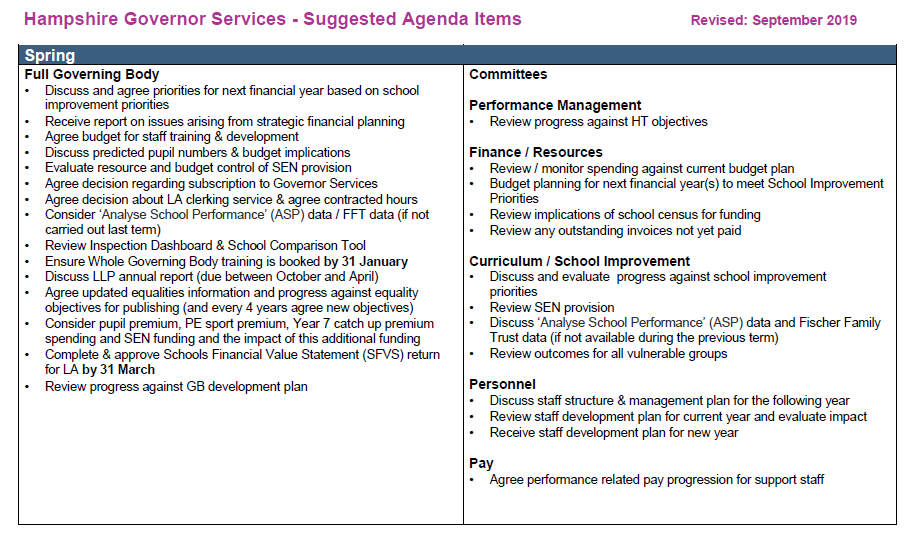 Hampshire Governor Services - Suggested Agenda Items
Revised: September 2019
Spring
Full Governing Body
• Discuss and agree priorities for next financial year based on school
improvement priorities
• Receive report on issues arising from strategic financial planning
• Agree budget for staff training & development
• Discuss predicted pupil numbers & budget implications
• Evaluate resource and budget control of SEN provision
• Agree decision regarding subscription to Governor Services
• Agree decision about LA clerking service & agree contracted hours
• Consider ‘Analyse School Performance’ (ASP) data / FFT data (if not
carried out last term)
• Review Inspection Dashboard & School Comparison Tool
• Ensure Whole Governing Body training is booked by 31 January
• Discuss LLP annual report (due between October and April)
• Agree updated equalities information and progress against equality
objectives for publishing (and every 4 years agree new objectives)
• Consider pupil premium, PE sport premium, Year 7 catch up premium
spending and SEN funding and the impact of this additional funding
• Complete & approve Schools Financial Value Statement (SFVS) return
for LA by 31 March
• Review progress against GB development plan
Committees
Performance Management
• Review progress against HT objectives
Finance / Resources
• Review / monitor spending against current budget plan
• Budget planning for next financial year(s) to meet School Improvement
Priorities
• Review implications of school census for funding
• Review any outstanding invoices not yet paid
Curriculum / School Improvement
• Discuss and evaluate progress against school improvement
priorities
• Review SEN provision
• Discuss ‘Analyse School Performance’ (ASP) data and Fischer Family
Trust data (if not available during the previous term)
• Review outcomes for all vulnerable groups
Personnel
• Discuss staff structure & management plan for the following year
• Review staff development plan for current year and evaluate impact
• Receive staff development plan for new year
Pay
• Agree performance related pay progression for support staff